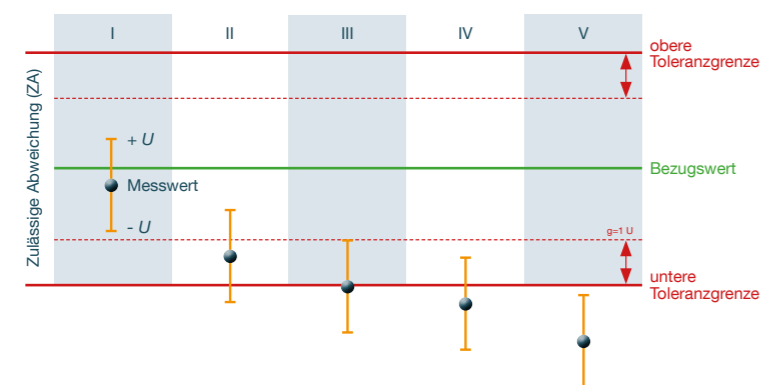 I
II
III
IV
V
obere
Toleranzgrenze
Zulässige Abweichung (ZA)
+ U
Bezugswert
Messwert
- U
g=1 U
untere
Toleranzgrenze